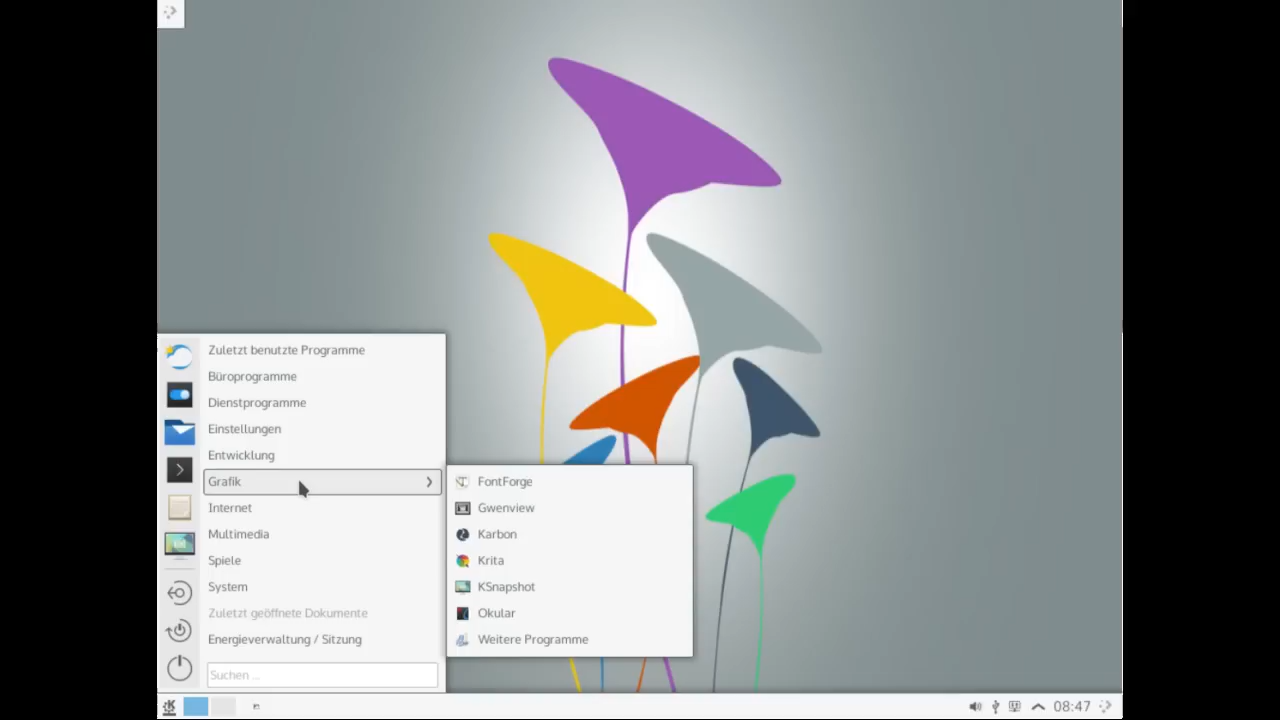 Zuletzt benutzte Programme
Büroprogramme
Dienstprogramme
Einstellungen
Entwicklung
Grafik
Internet
Multimedia
Spiele
System
Zuletzt geöffnete Dokumente
Energieverwaltung / Sitzung
Suchen ...
FontForge
Gwenview
Karbon
Krita
KSnapshot
Okular
Weitere Programme
08:47